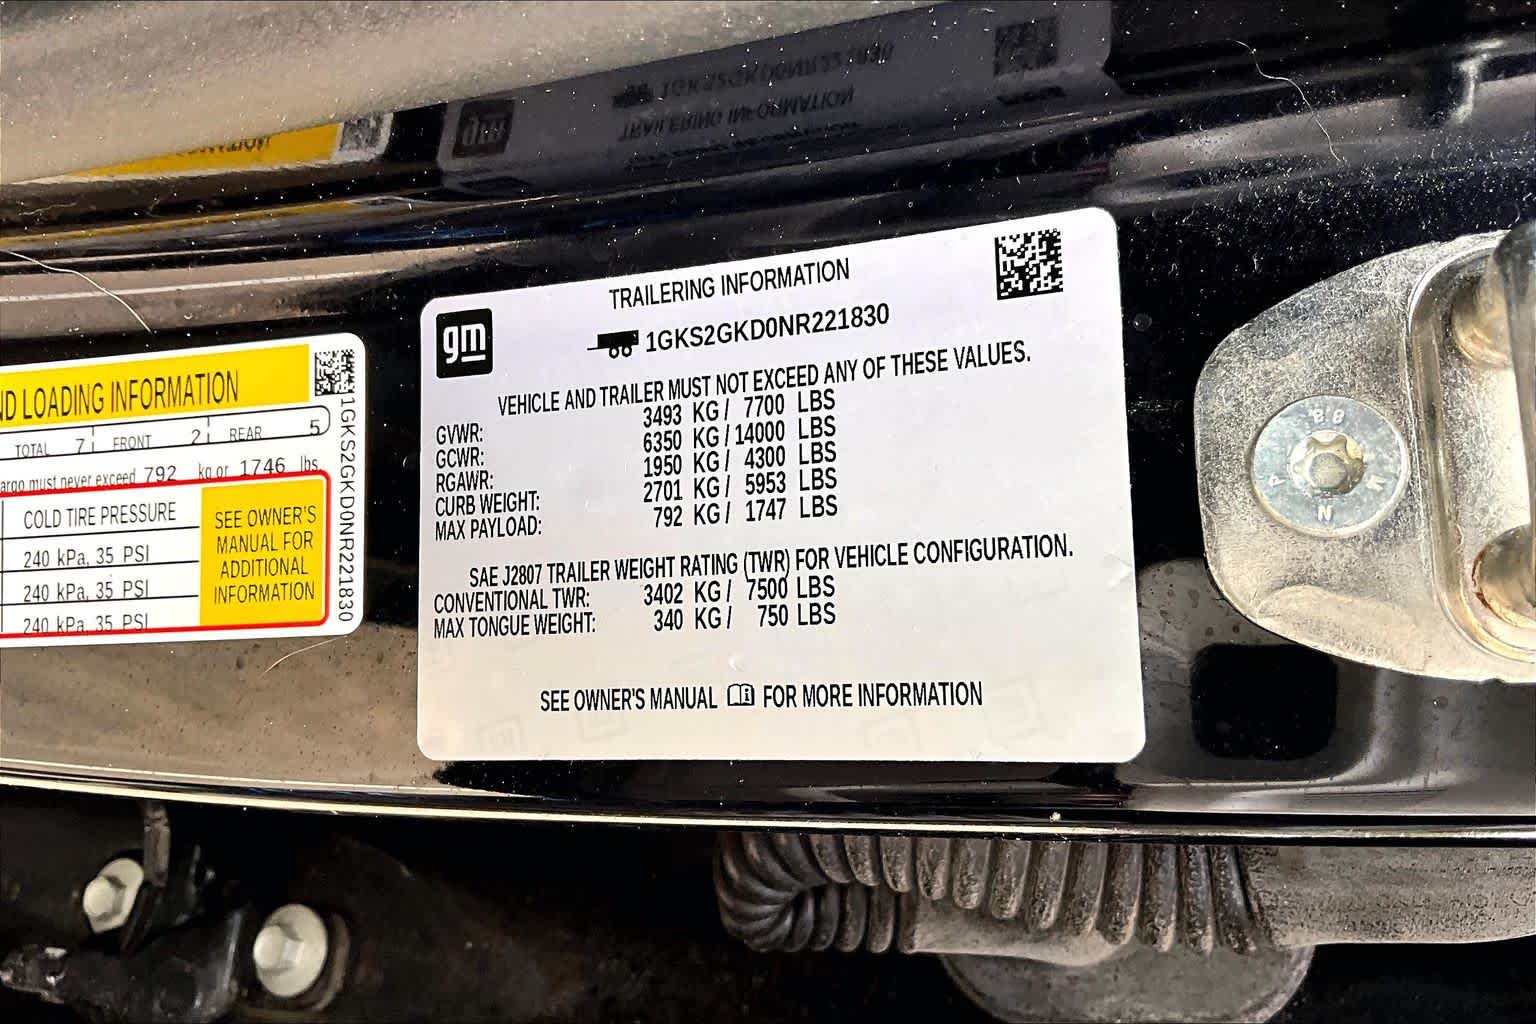 TRAILERING INFORMATION
gm
1GKS2GKD0NR221830
VEHICLE AND TRAILER MUST NOT EXCEED ANY OF THESE VALUES.
GVWR: 3493 KG / 7700 LBS
GCWR: 6350 KG / 14000 LBS
RGAWR: 1950 KG / 4300 LBS
CURB WEIGHT: 2701 KG / 5953 LBS
MAX PAYLOAD: 792 KG / 1747 LBS
SAE J2807 TRAILER WEIGHT RATING (TWR) FOR VEHICLE CONFIGURATION.
CONVENTIONAL TWR: 3402 KG / 7500 LBS
MAX TONGUE WEIGHT: 340 KG / 750 LBS
SEE OWNER'S MANUAL FOR MORE INFORMATION
LOADING INFORMATION
TOTAL 7 FRONT 2 REAR 5
must never exceed 792 kg or 1746 lbs.
COLD TIRE PRESSURE
240 kPa, 35 PSI
240 kPa, 35 PSI
240 kPa, 35 PSI
SEE OWNER'S
MANUAL FOR
ADDITIONAL
INFORMATION
1GKS2GKD0NR221830